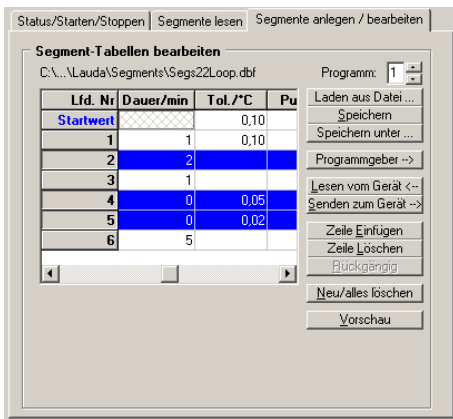 Status/Starten/Stoppen Segmente lesen Segmente anlegen / bearbeiten
Segment-Tabellen bearbeiten
C:\...\Lauda\Segments\Segs22Loop.dbf Programm: 1
Lfd. Nr Dauer/min Tol./°C Pu
Startwert 0,10
1 1 0,10
2 2
3 1
4 0 0,05
5 0 0,02
6 5
Laden aus Datei ...
Speichern
Speichern unter ...
Programmgeber -->
Lesen vom Gerät <--
Senden zum Gerät -->
Zeile Einfügen
Zeile Löschen
Rückgängig
Neu/alles löschen
Vorschau